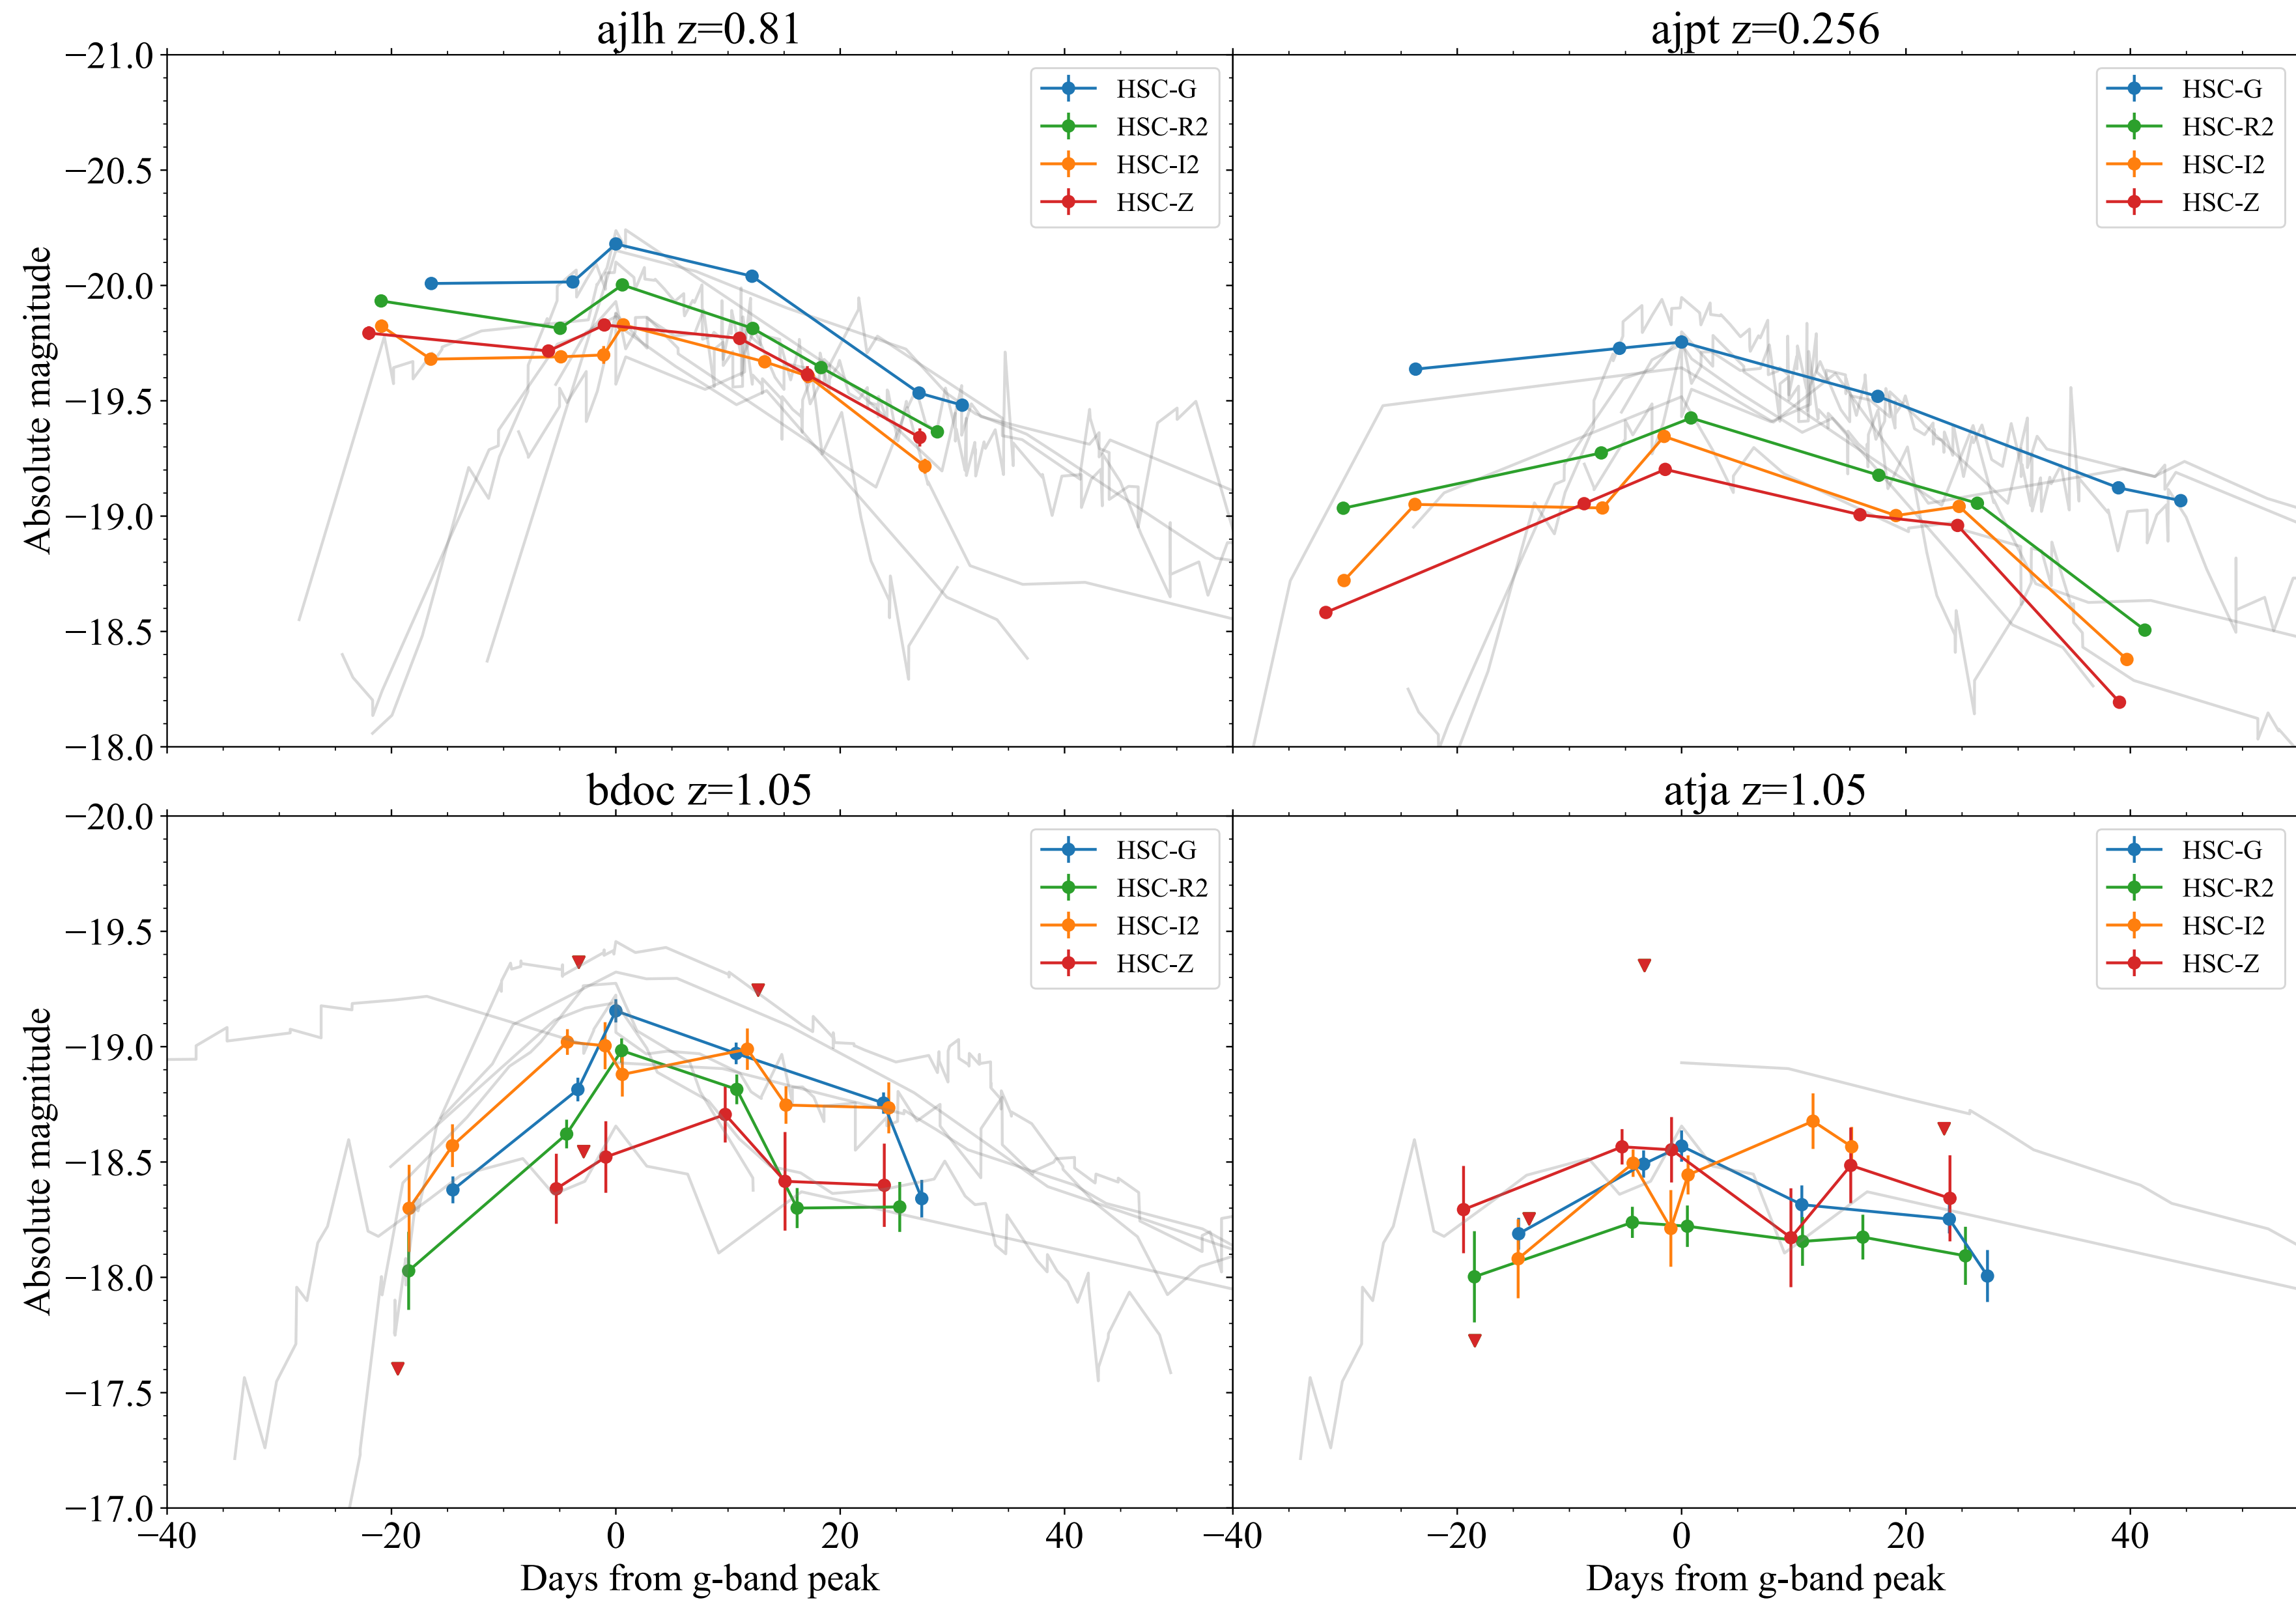 ajlh z=0.81
ajpt z=0.256
−21.0
−20.5
−20.0
−19.5
−19.0
−18.5
−18.0
Absolute magnitude
HSC-G
HSC-R2
HSC-I2
HSC-Z
HSC-G
HSC-R2
HSC-I2
HSC-Z
bdoc z=1.05
atja z=1.05
−20.0
−19.5
−19.0
−18.5
−18.0
−17.5
−17.0
Absolute magnitude
HSC-G
HSC-R2
HSC-I2
HSC-Z
HSC-G
HSC-R2
HSC-I2
HSC-Z
−40 −20 0 20 40
−40 −20 0 20 40
Days from g-band peak
Days from g-band peak